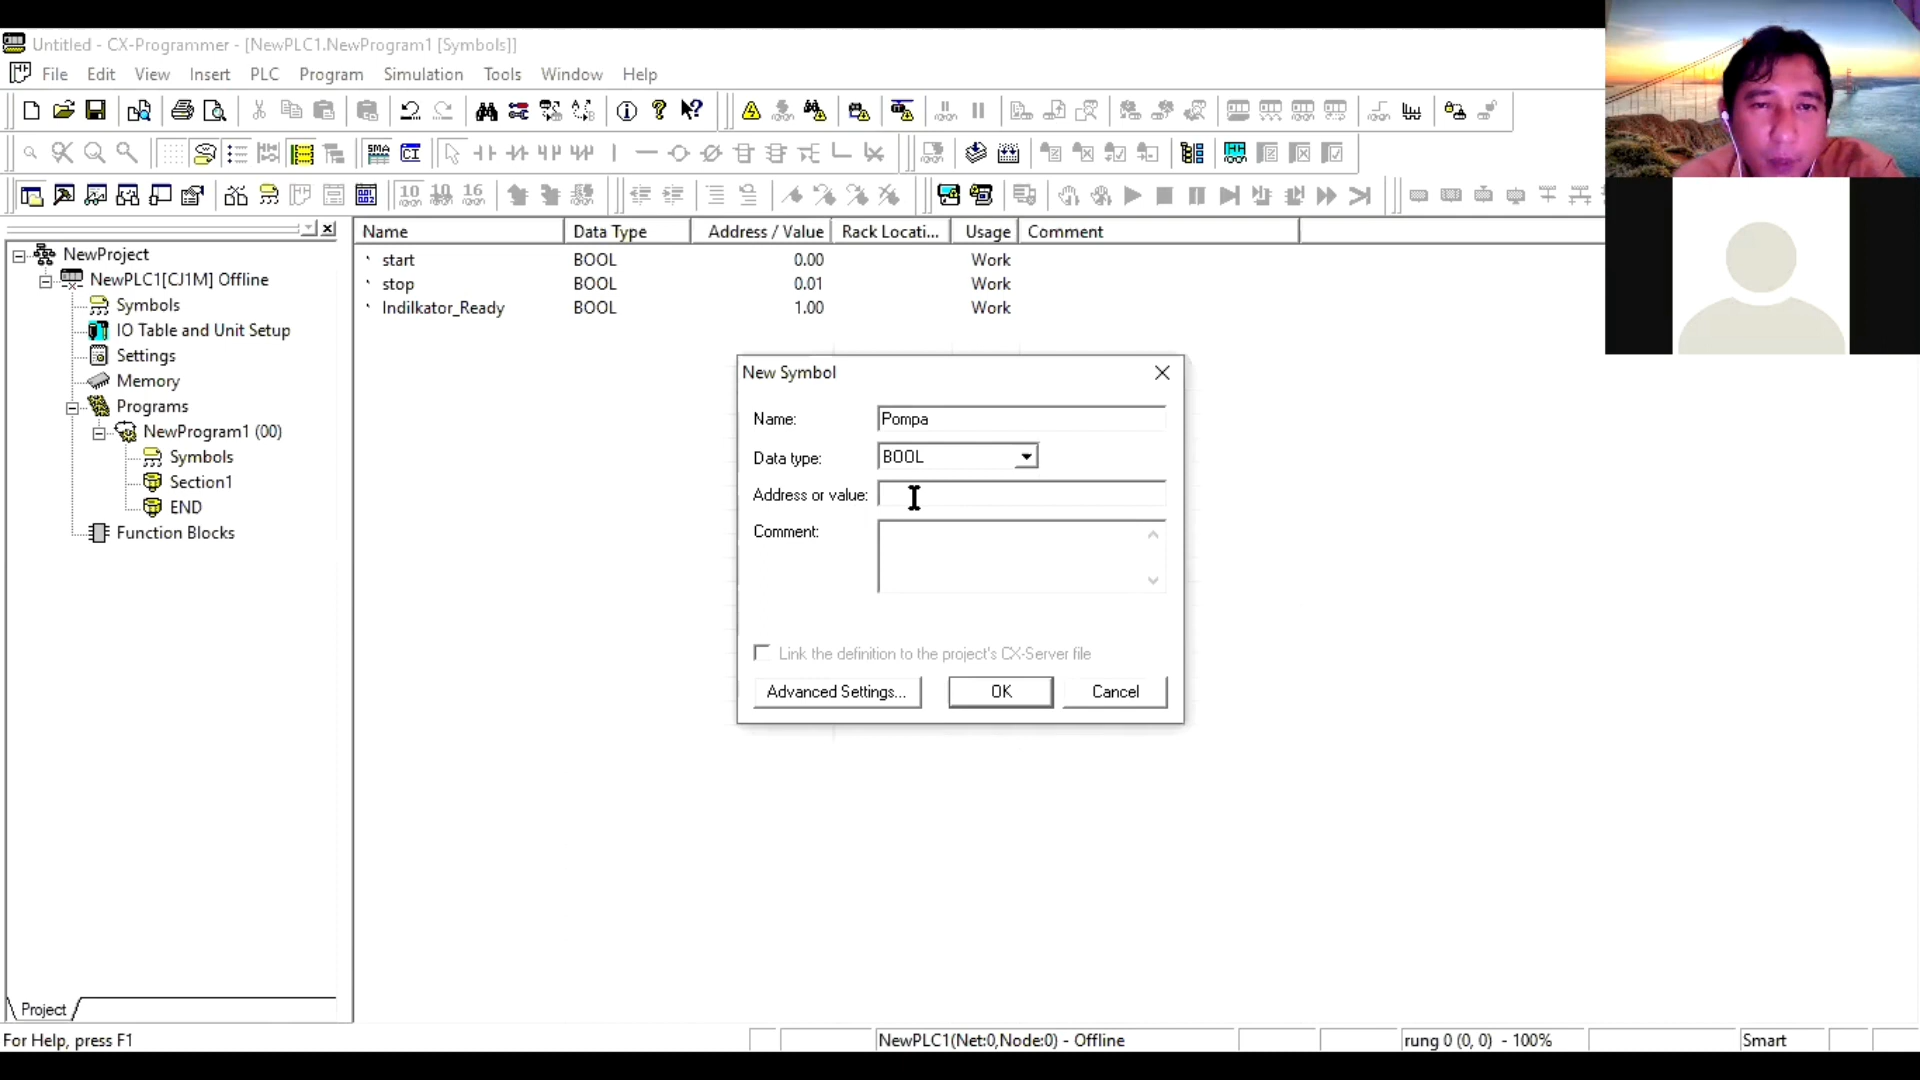 Untitled - CX-Programmer - [NewPLC1.NewProgram1 [Symbols]]
File Edit View Insert PLC Program Simulation Tools Window Help
SMA CI
10 16
Name Data Type Address / Value Rack Locati... Usage Comment
start BOOL 0.00 Work
stop BOOL 0.01 Work
Indilkator_Ready BOOL 1.00 Work
NewProject
NewPLC1[CJ1M] Offline
Symbols
IO Table and Unit Setup
Settings
Memory
Programs
NewProgram1 (00)
Symbols
Section1
END
Function Blocks
Project
New Symbol
Name: Pompa
Data type: BOOL
Address or value:
Comment:
Link the definition to the project's CX-Server file
Advanced Settings... OK Cancel
For Help, press F1
NewPLC1(Net:0,Node:0) - Offline
rung 0 (0, 0) - 100%
Smart